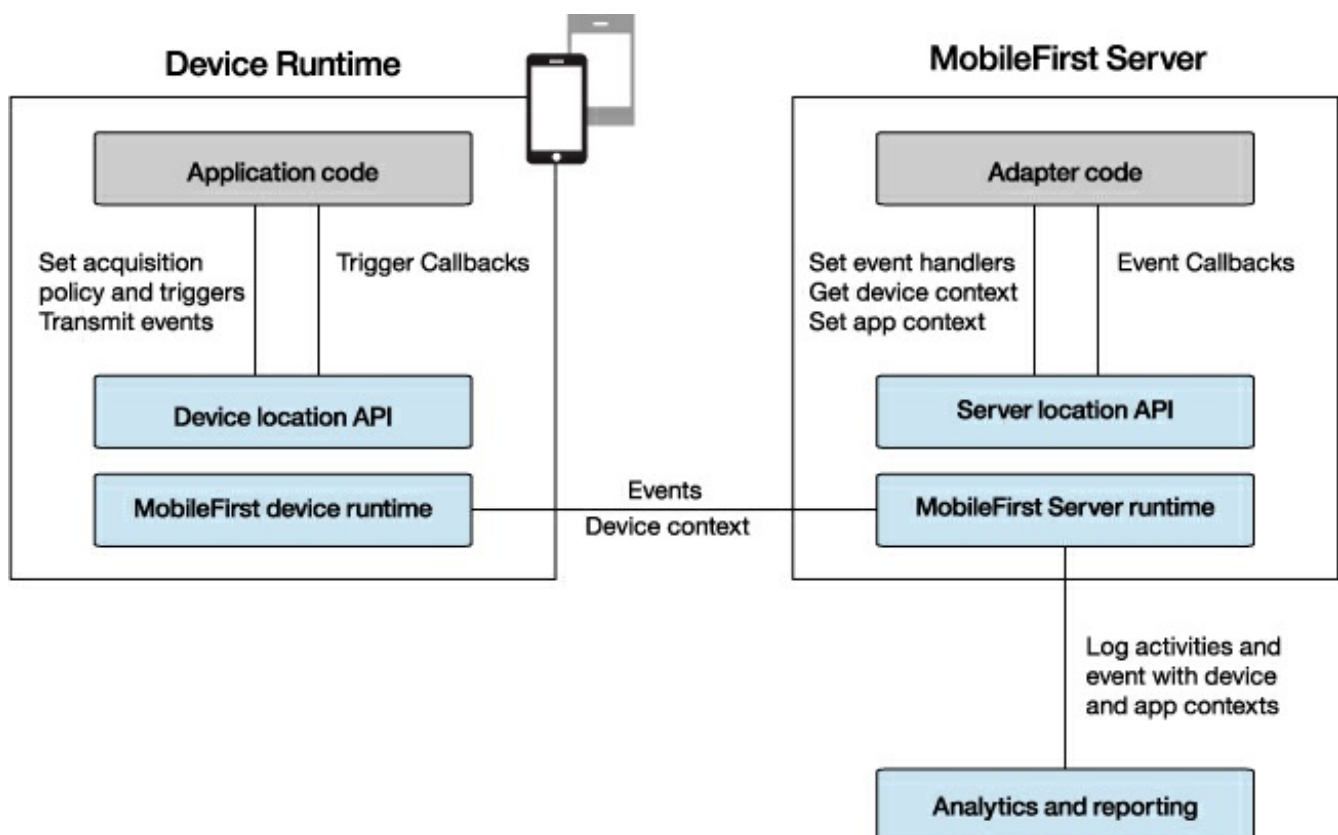 Device Runtime
MobileFirst Server
Application code
Adapter code
Set acquisition
policy and triggers
Transmit events
Trigger Callbacks
Set event handlers
Get device context
Set app context
Event Callbacks
Device location API
Server location API
MobileFirst device runtime
Events
Device context
MobileFirst Server runtime
Log activities and
event with device
and app contexts
Analytics and reporting